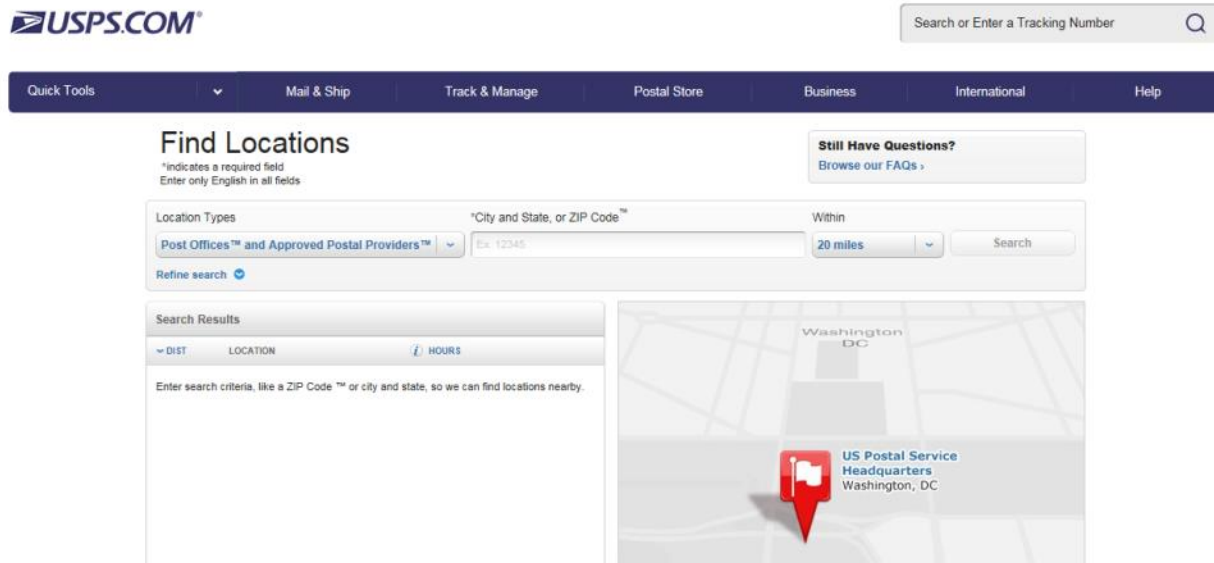 USPS.COM®
Search or Enter a Tracking Number
Quick Tools Mail & Ship Track & Manage Postal Store Business International Help
Find Locations
*indicates a required field
Enter only English in all fields
Still Have Questions?
Browse our FAQs ›
Location Types *City and State, or ZIP Code™ Within
Post Offices™ and Approved Postal Providers™ Ex. 12345 20 miles Search
Refine search
Search Results
DIST LOCATION i HOURS
Enter search criteria, like a ZIP Code ™ or city and state, so we can find locations nearby.
Washington
DC
US Postal Service
Headquarters
Washington, DC